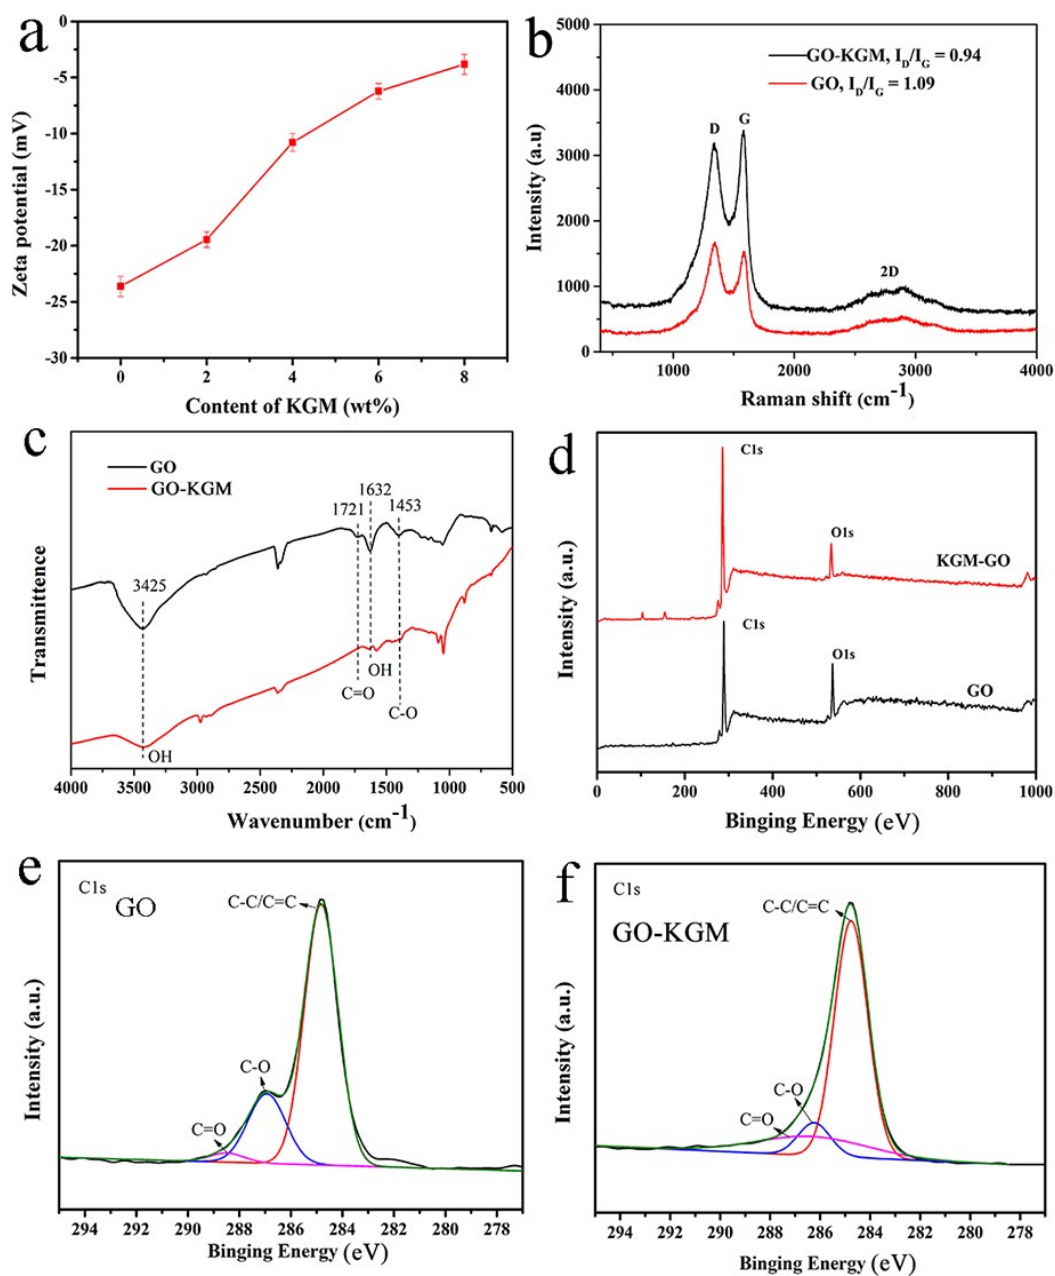 a
0
-5
-10
-15
-20
-25
-30
Zeta potential (mV)
0 2 4 6 8
Content of KGM (wt%)
b
5000
4000
3000
2000
1000
0
Intensity (a.u)
GO-KGM, I_D/I_G = 0.94
GO, I_D/I_G = 1.09
D
G
2D
1000 2000 3000 4000
Raman shift (cm-1)
c
GO
GO-KGM
3425
1721
1632
1453
OH
C=O
OH
C-O
Transmittence
4000 3500 3000 2500 2000 1500 1000 500
Wavenumber (cm-1)
d
C1s
O1s
KGM-GO
C1s
O1s
GO
Intensity (a.u.)
0 200 400 600 800 1000
Binging Energy (eV)
e
C1s
GO
C-C/C=C
C-O
C=O
Intensity (a.u.)
294 292 290 288 286 284 282 280 278
Binging Energy (eV)
f
C1s
GO-KGM
C-C/C=C
C-O
C=O
Intensity (a.u.)
294 292 290 288 286 284 282 280 278
Binging Energy (eV)